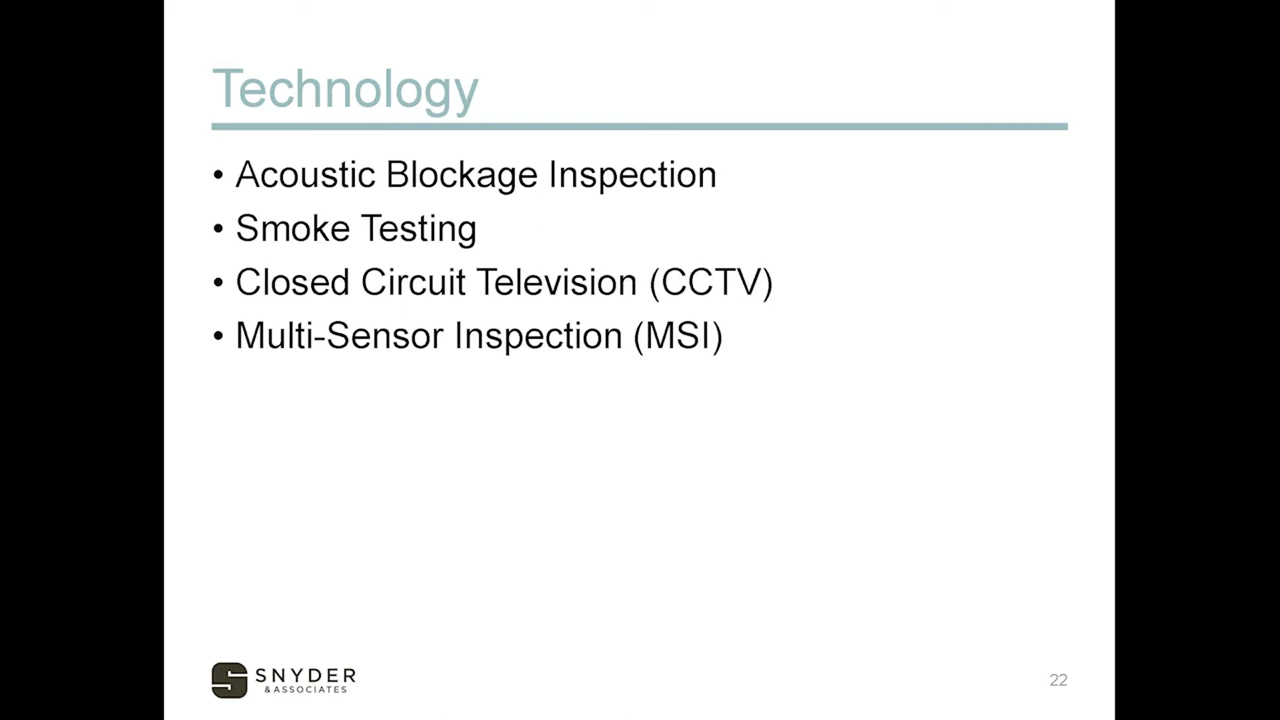 Technology
• Acoustic Blockage Inspection
• Smoke Testing
• Closed Circuit Television (CCTV)
• Multi-Sensor Inspection (MSI)
SNYDER
& ASSOCIATES
22